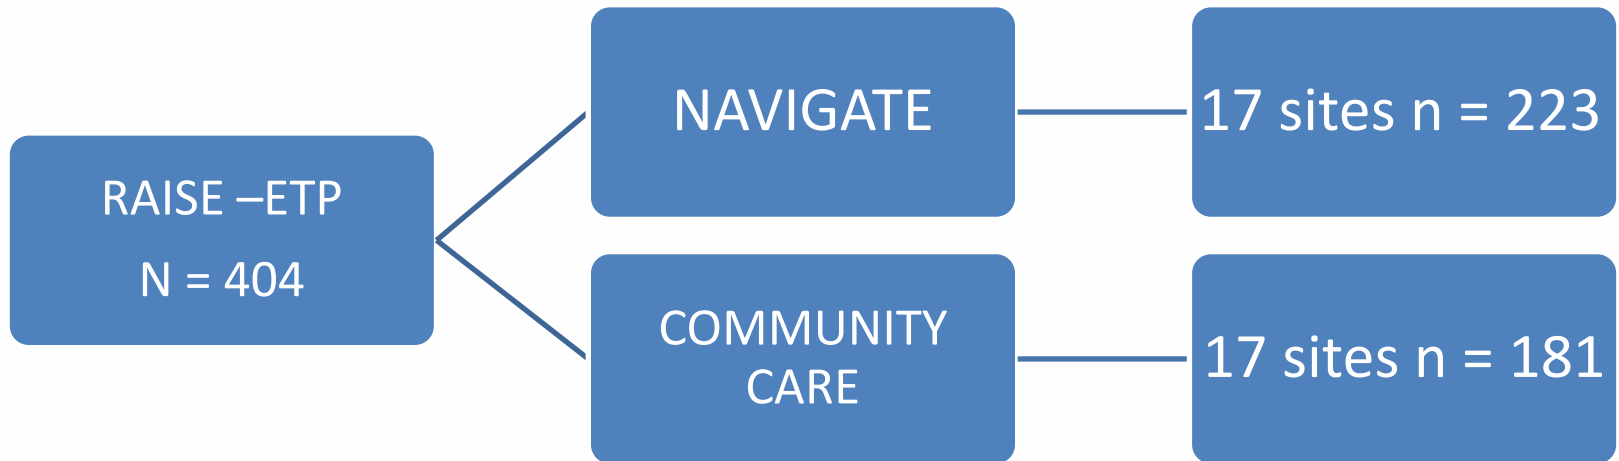 RAISE –ETP
N = 404
NAVIGATE
17 sites n = 223
COMMUNITY
CARE
17 sites n = 181